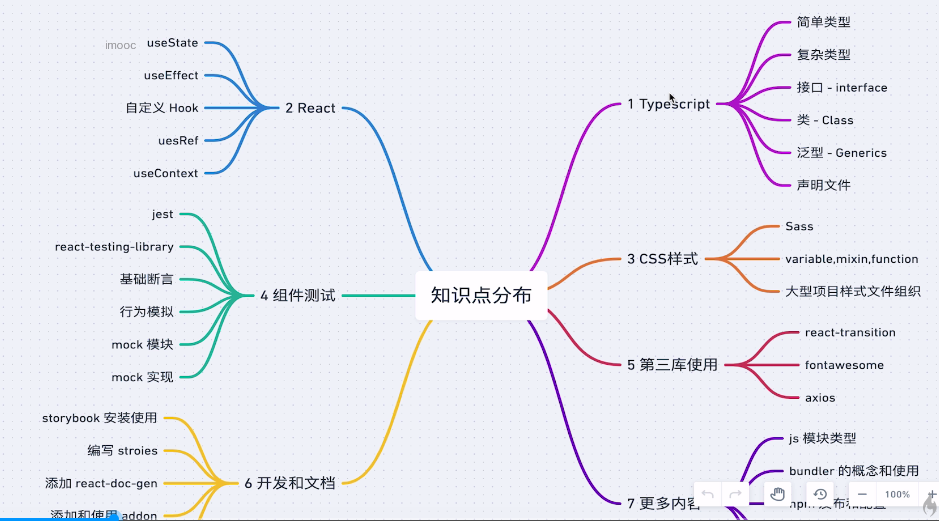 imooc
useState
useEffect
自定义 Hook
uesRef
useContext
2 React
1 Typescript
简单类型
复杂类型
接口 - interface
类 - Class
泛型 - Generics
声明文件
知识点分布
3 CSS样式
Sass
variable,mixin,function
大型项目样式文件组织
4 组件测试
jest
react-testing-library
基础断言
行为模拟
mock 模块
mock 实现
5 第三库使用
react-transition
fontawesome
axios
6 开发和文档
storybook 安装使用
编写 stroies
添加 react-doc-gen
添加和使用 addon
7 更多内容
js 模块类型
bundler 的概念和使用
npm 发布和配置
100%